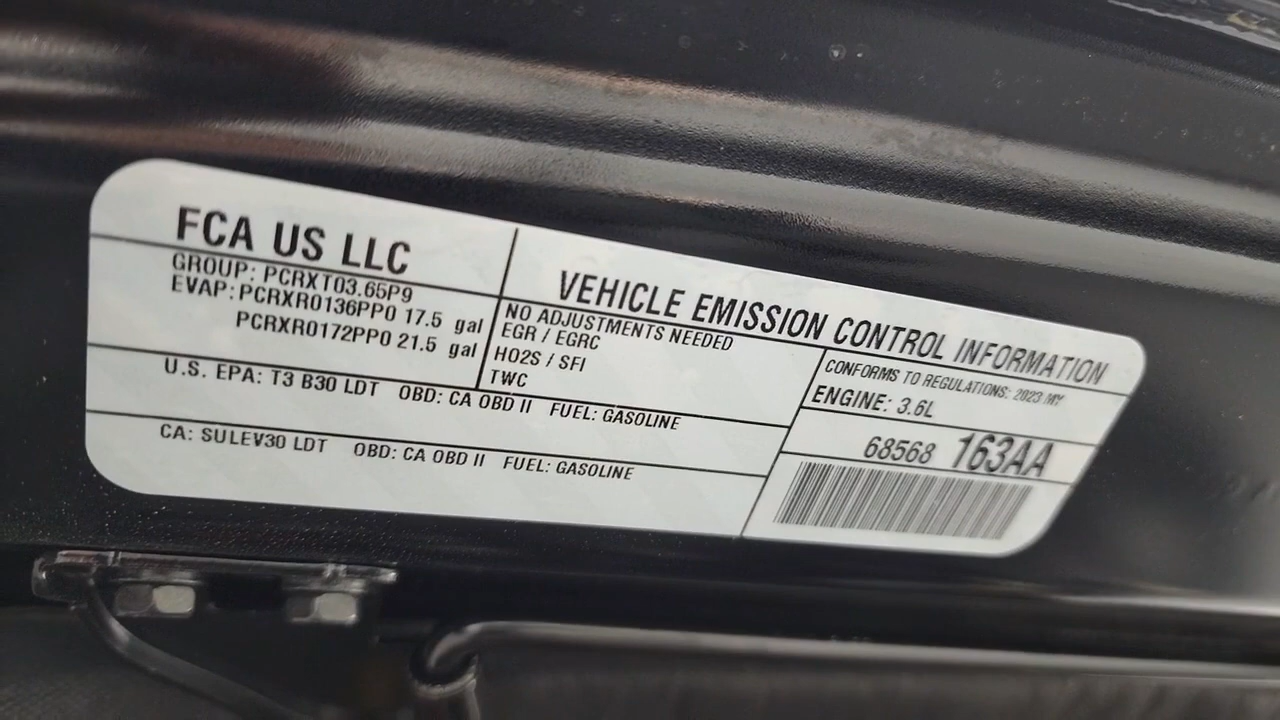 FCA US LLC
GROUP: PCRXT03.65P9
EVAP: PCRXR0136PP0 17.5 gal
PCRXR0172PP0 21.5 gal
VEHICLE EMISSION CONTROL INFORMATION
NO ADJUSTMENTS NEEDED
EGR / EGRC
HO2S / SFI
TWC
CONFORMS TO REGULATIONS: 2023 MY
ENGINE: 3.6L
U.S. EPA: T3 B30 LDT OBD: CA OBD II FUEL: GASOLINE
CA: SULEV30 LDT OBD: CA OBD II FUEL: GASOLINE
68568 163AA